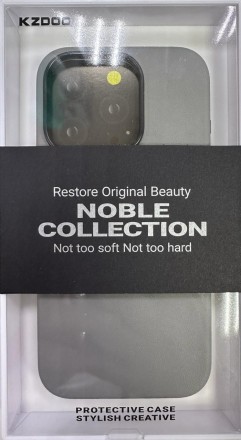 KZDOO
Restore Original Beauty
NOBLE
COLLECTION
Not too soft Not too hard
PROTECTIVE CASE
STYLISH CREATIVE